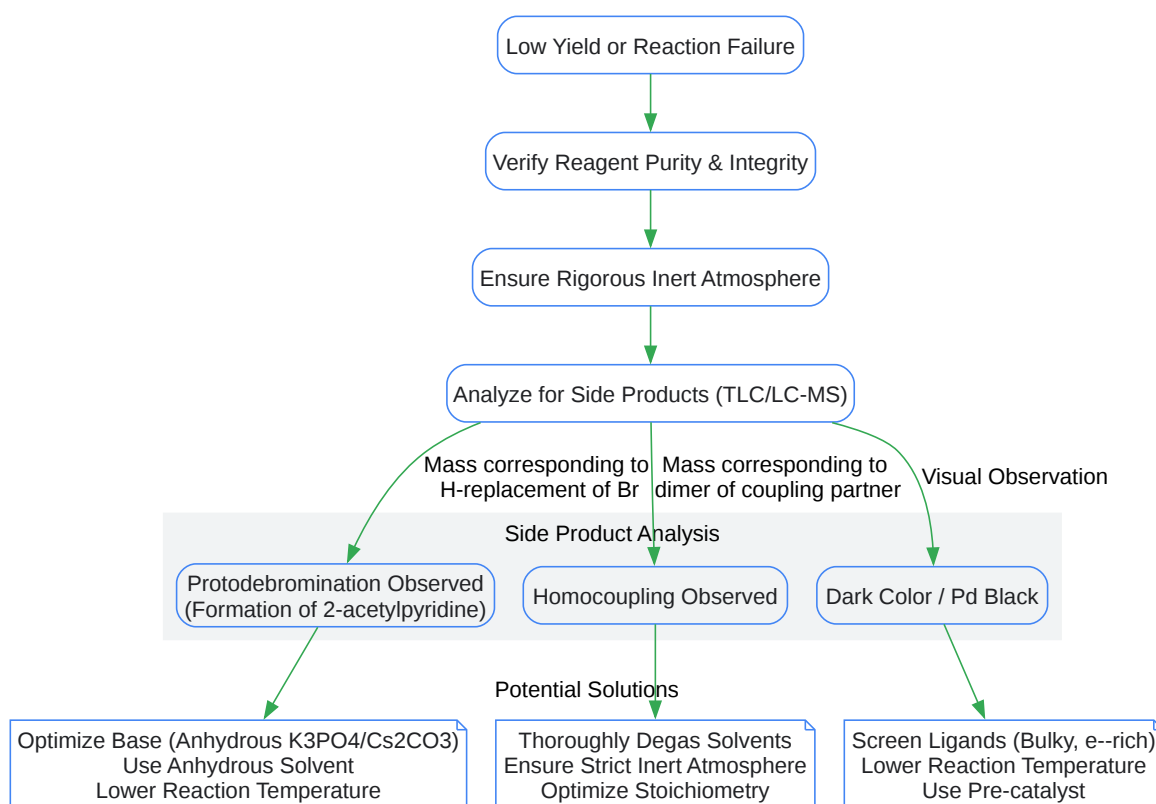 Low Yield or Reaction Failure
Verify Reagent Purity & Integrity
Ensure Rigorous Inert Atmosphere
Analyze for Side Products (TLC/LC-MS)
Mass corresponding to
H-replacement of Br
Mass corresponding to
dimer of coupling partner
Visual Observation
Side Product Analysis
Protodebromination Observed
(Formation of 2-acetylpyridine)
Homocoupling Observed
Dark Color / Pd Black
Potential Solutions
Optimize Base (Anhydrous K3PO4/Cs2CO3)
Use Anhydrous Solvent
Lower Reaction Temperature
Thoroughly Degas Solvents
Ensure Strict Inert Atmosphere
Optimize Stoichiometry
Screen Ligands (Bulky, e--rich)
Lower Reaction Temperature
Use Pre-catalyst